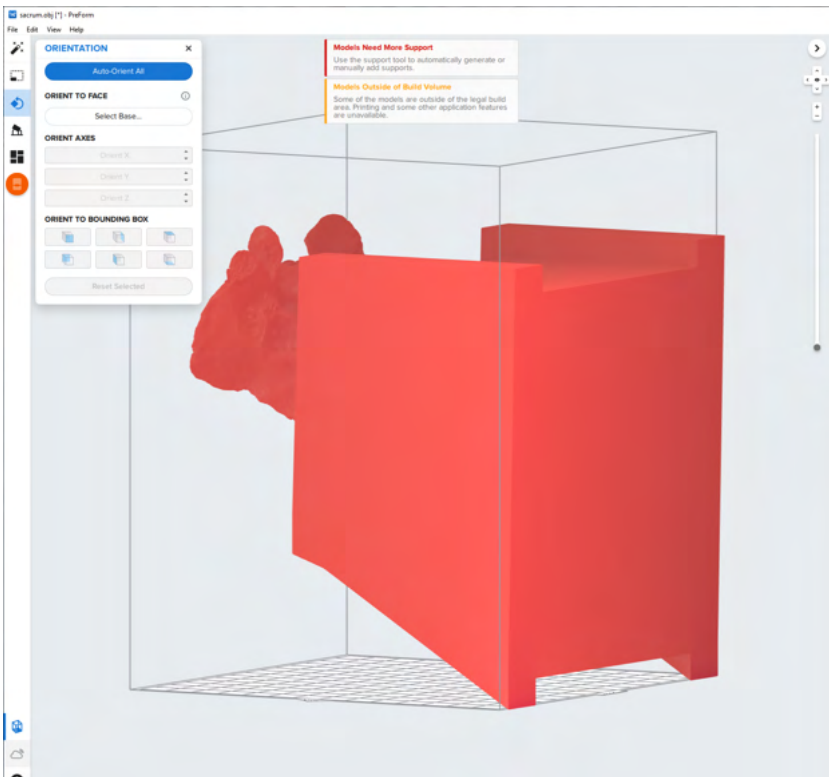 sacrum.obj [*] - PreForm
File Edit View Help
ORIENTATION
Auto-Orient All
ORIENT TO FACE
Select Base...
ORIENT AXES
Orient X
Orient Y
Orient Z
ORIENT TO BOUNDING BOX
Reset Selected
Models Need More Support
Use the support tool to automatically generate or
manually add supports.
Models Outside of Build Volume
Some of the models are outside of the legal build
area. Printing and some other application features
are unavailable.